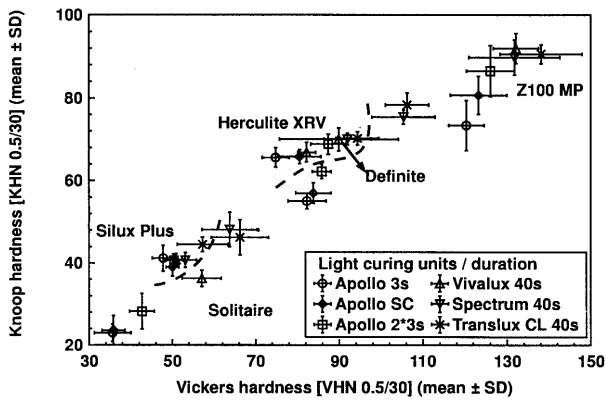 100
80
60
40
20
Knoop hardness [KHN 0.5/30] (mean ± SD)
Z100 MP
Herculite XRV
Definite
Silux Plus
Solitaire
Light curing units / duration
Apollo 3s Vivalux 40s
Apollo SC Spectrum 40s
Apollo 2*3s Translux CL 40s
30 50 70 90 110 130 150
Vickers hardness [VHN 0.5/30] (mean ± SD)